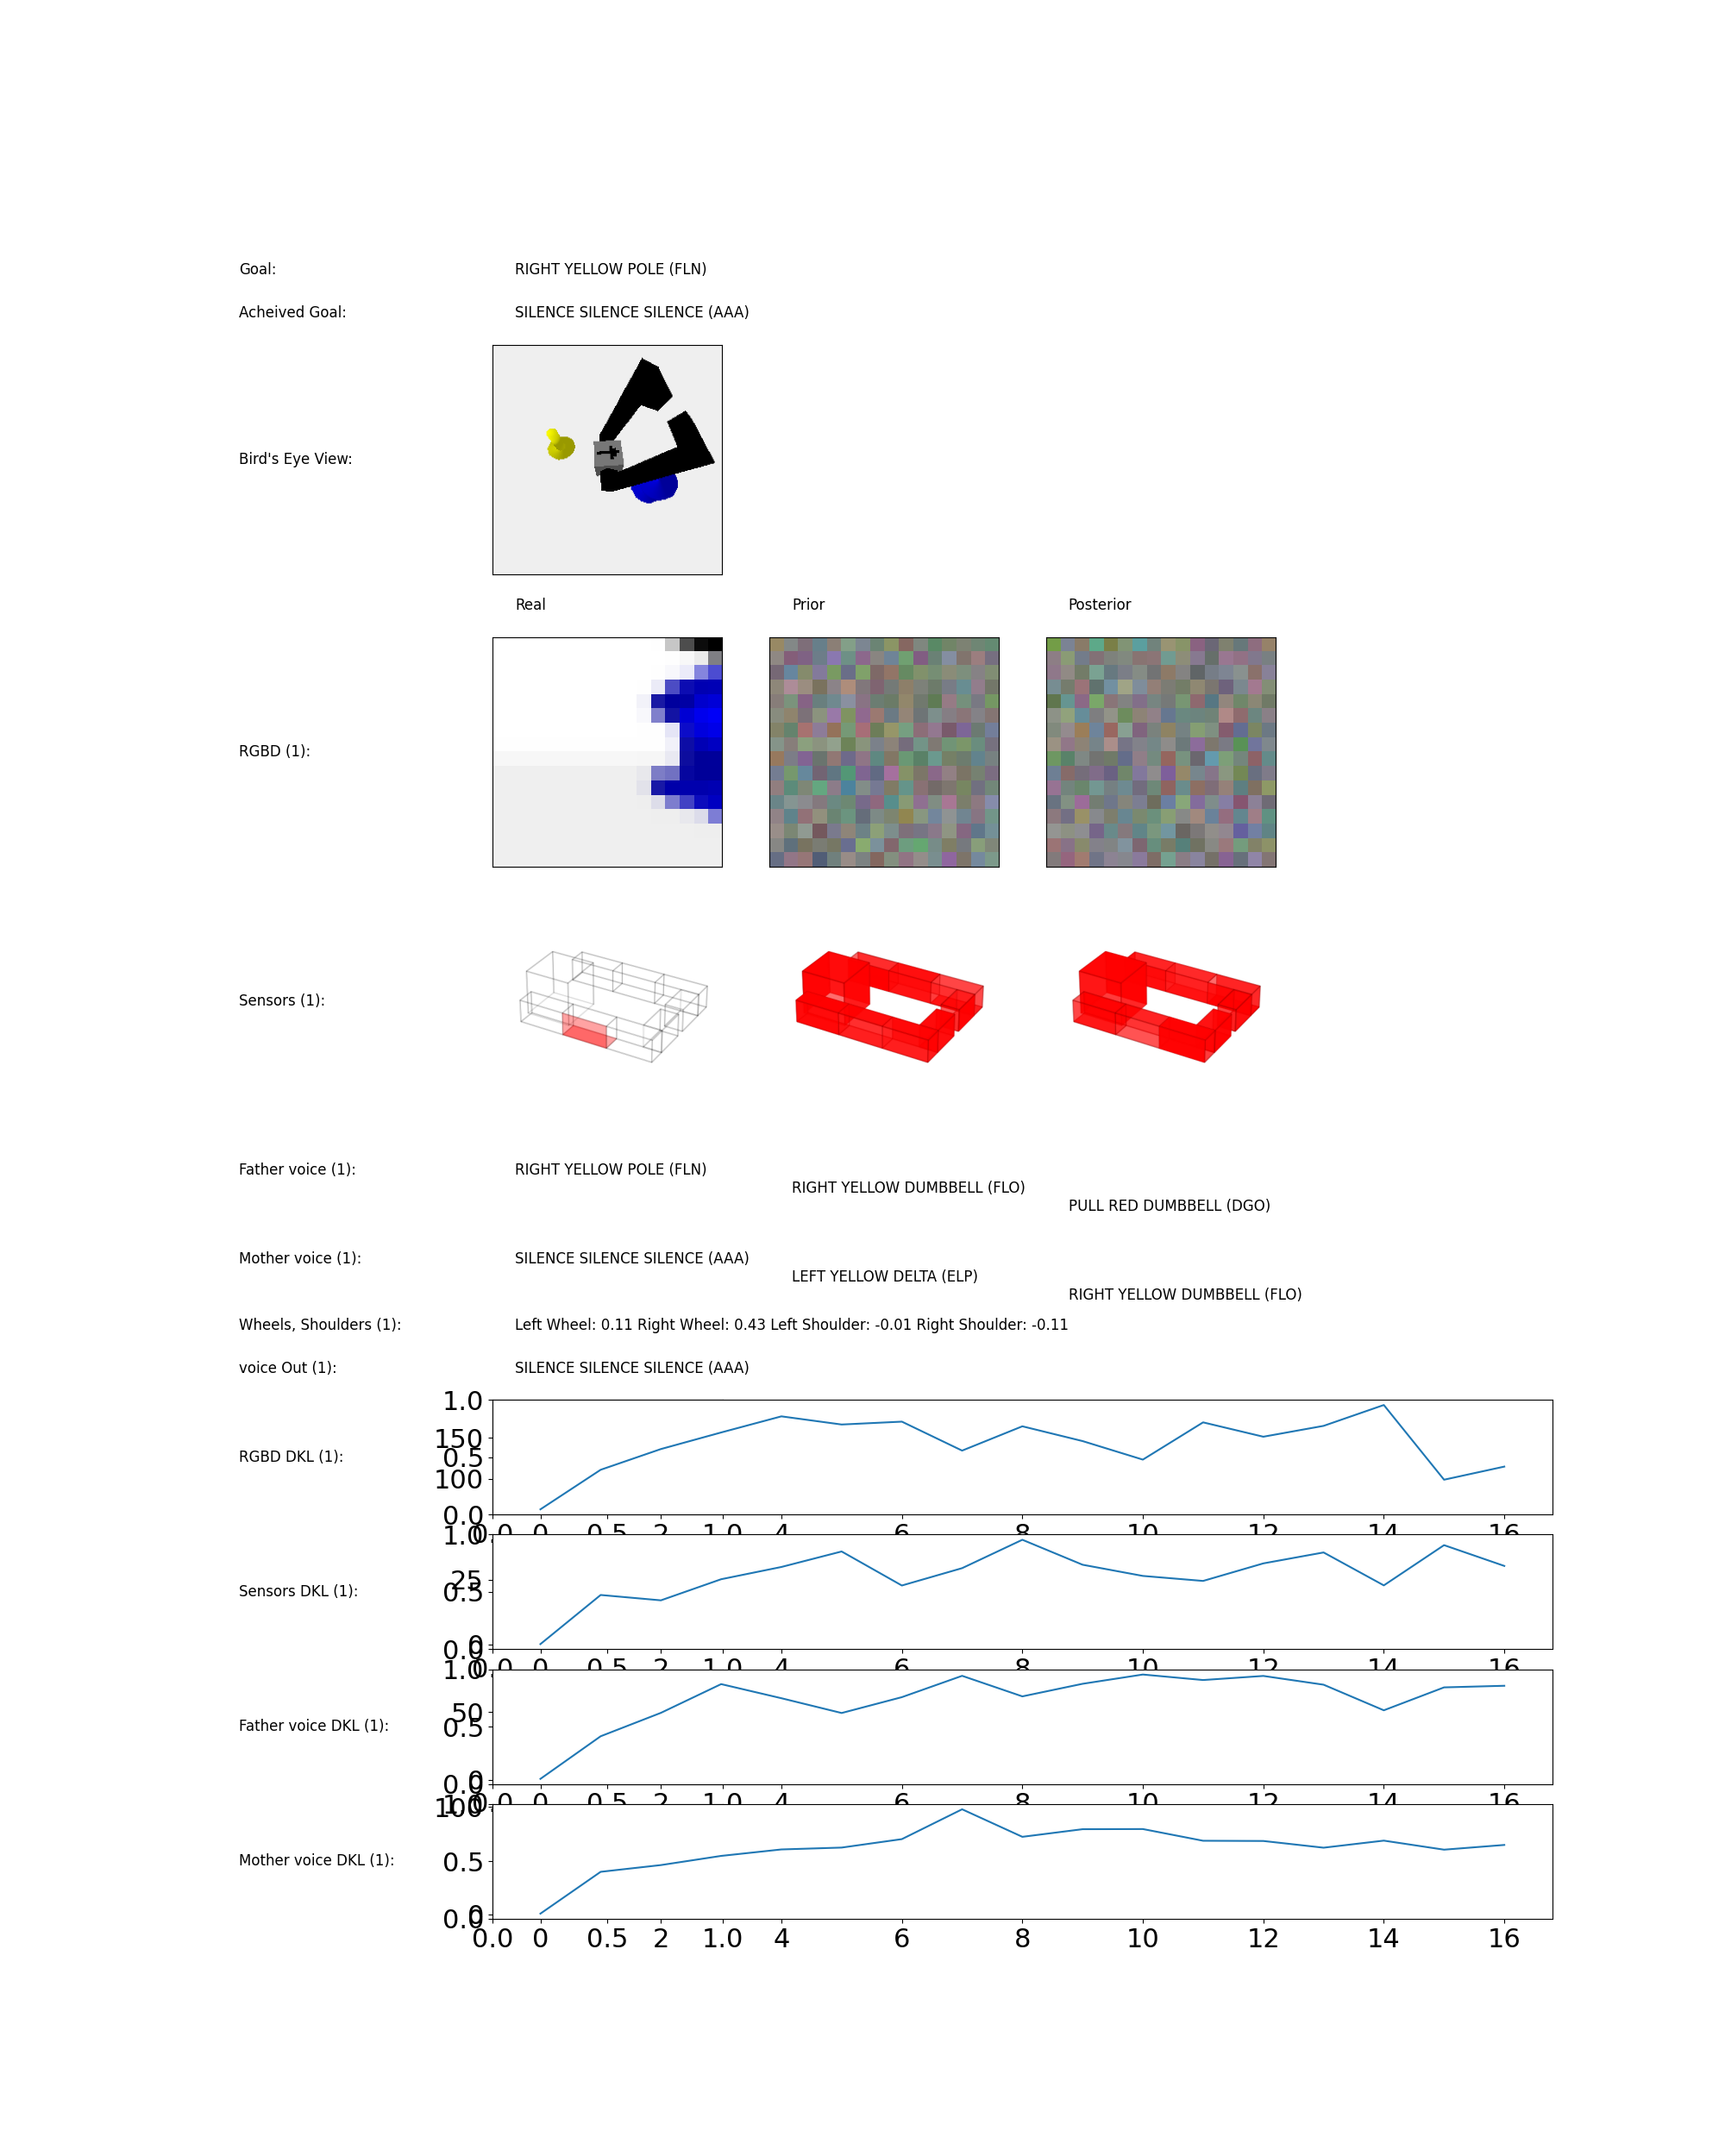 Goal: RIGHT YELLOW POLE (FLN)
Acheived Goal: SILENCE SILENCE SILENCE (AAA)
Bird's Eye View:
Real Prior Posterior
RGBD (1):
Sensors (1):
Father voice (1): RIGHT YELLOW POLE (FLN)
RIGHT YELLOW DUMBBELL (FLO)
PULL RED DUMBBELL (DGO)
Mother voice (1): SILENCE SILENCE SILENCE (AAA)
LEFT YELLOW DELTA (ELP)
RIGHT YELLOW DUMBBELL (FLO)
Wheels, Shoulders (1): Left Wheel: 0.11 Right Wheel: 0.43 Left Shoulder: -0.01 Right Shoulder: -0.11
voice Out (1): SILENCE SILENCE SILENCE (AAA)
1.0
150
RGBD DKL (1): 0.5
100
0.0
0.0 0 0.5 2 1.0 4 6 8 10 12 14 16
1.0
25
Sensors DKL (1): 0.5
0
0.0
0.0 0 0.5 2 1.0 4 6 8 10 12 14 16
1.0
50
Father voice DKL (1): 0.5
0
0.0
0.0 0 0.5 2 1.0 4 6 8 10 12 14 16
1.0
100
Mother voice DKL (1): 0.5
0
0.0
0.0 0 0.5 2 1.0 4 6 8 10 12 14 16